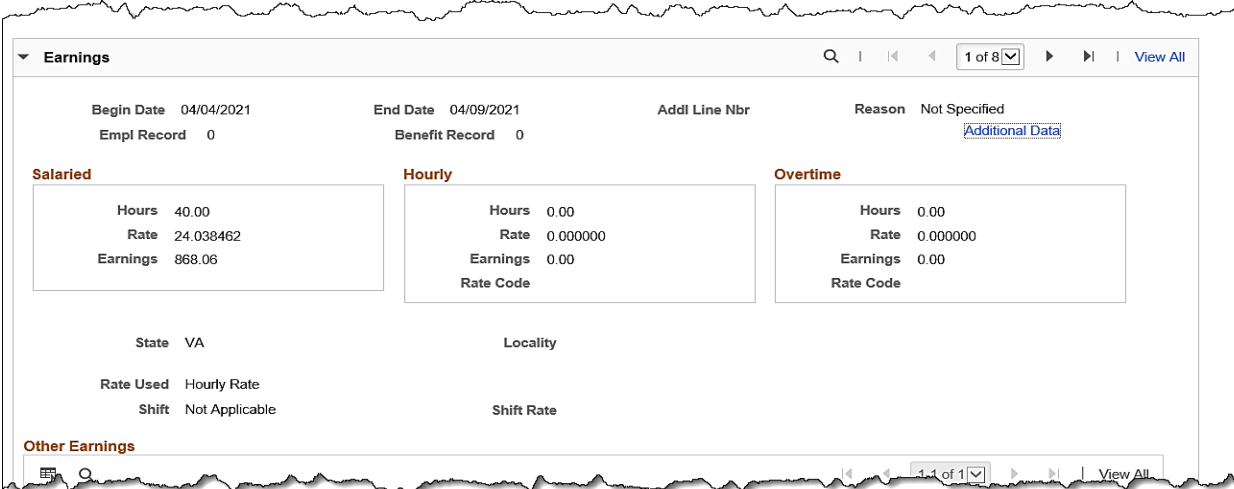 Earnings 1 of 8 View All
Begin Date 04/04/2021 End Date 04/09/2021 Addl Line Nbr Reason Not Specified
Empl Record 0 Benefit Record 0 Additional Data
Salaried Hourly Overtime
Hours 40.00 Hours 0.00 Hours 0.00
Rate 24.038462 Rate 0.000000 Rate 0.000000
Earnings 868.06 Earnings 0.00 Earnings 0.00
Rate Code Rate Code
State VA Locality
Rate Used Hourly Rate
Shift Not Applicable Shift Rate
Other Earnings
1-1 of 1 View All